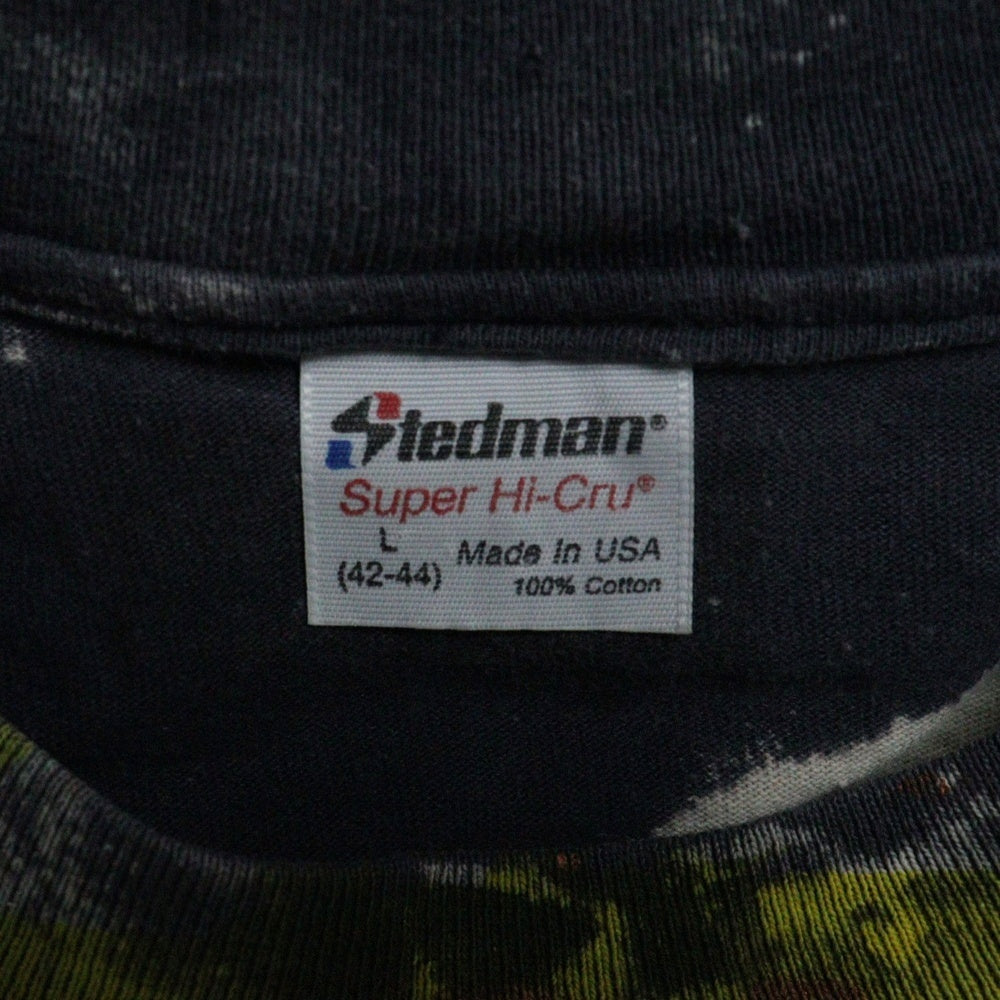 Stedman®
Super Hi-Cru®
L
(42-44)
Made In USA
100% Cotton